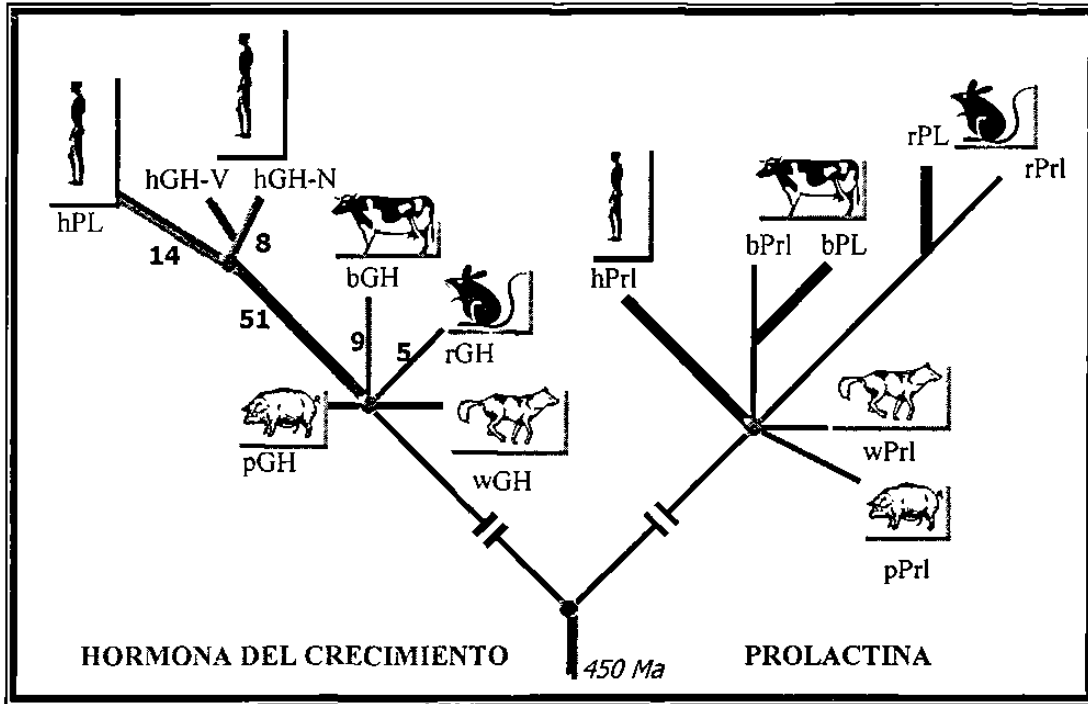 hPL
hGH-V
hGH-N
14
8
51
bGH
9
5
rGH
pGH
wGH
hPrl
bPrl
bPL
rPL
rPrl
wPrl
pPrl
HORMONA DEL CRECIMIENTO
450 Ma
PROLACTINA